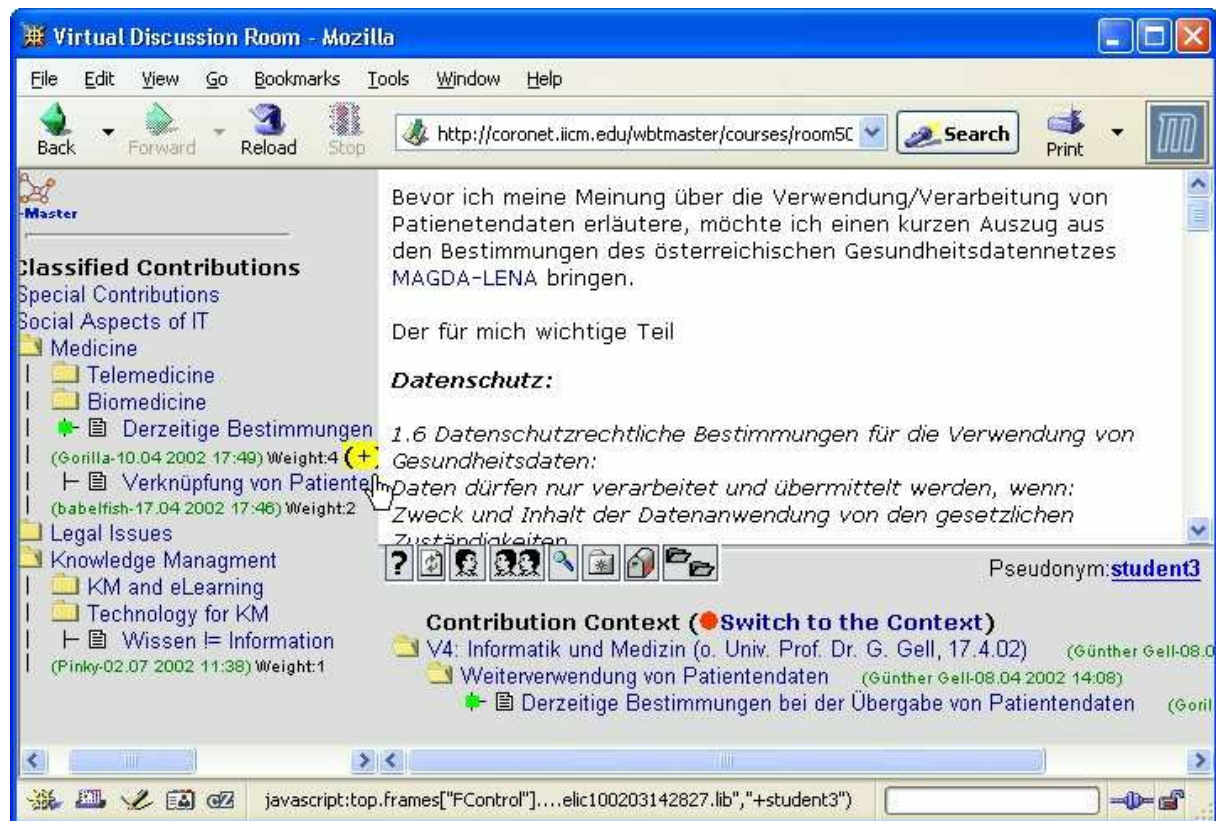 Virtual Discussion Room - Mozilla
File Edit View Go Bookmarks Tools Window Help
Back Forward Reload Stop
http://coronet.iicm.edu/wbtmaster/courses/room5C
Search
Print
-Master
Classified Contributions
Special Contributions
Social Aspects of IT
Medicine
Telemedicine
Biomedicine
Derzeitige Bestimmungen
(Gorilla-10.04 2002 17:49) Weight:4 (+)
Verknüpfung von Patiente
(babelfish-17.04 2002 17:46) Weight:2
Legal Issues
Knowledge Managment
KM and eLearning
Technology for KM
Wissen != Information
(Pinky-02.07 2002 11:38) Weight:1
Bevor ich meine Meinung über die Verwendung/Verarbeitung von
Patienetendaten erläutere, möchte ich einen kurzen Auszug aus
den Bestimmungen des österreichischen Gesundheitsdatennetzes
MAGDA-LENA bringen.
Der für mich wichtige Teil
Datenschutz:
1.6 Datenschutzrechtliche Bestimmungen für die Verwendung von
Gesundheitsdaten:
Daten dürfen nur verarbeitet und übermittelt werden, wenn:
Zweck und Inhalt der Datenanwendung von den gesetzlichen
Zuständigkeiten
Pseudonym:student3
Contribution Context (Switch to the Context)
V4: Informatik und Medizin (o. Univ. Prof. Dr. G. Gell, 17.4.02) (Günther Gell-08.0
Weiterverwendung von Patientendaten (Günther Gell-08.04 2002 14:08)
Derzeitige Bestimmungen bei der Übergabe von Patientendaten (Goril
javascript:top.frames["FControl"]....elic100203142827.lib","+student3")